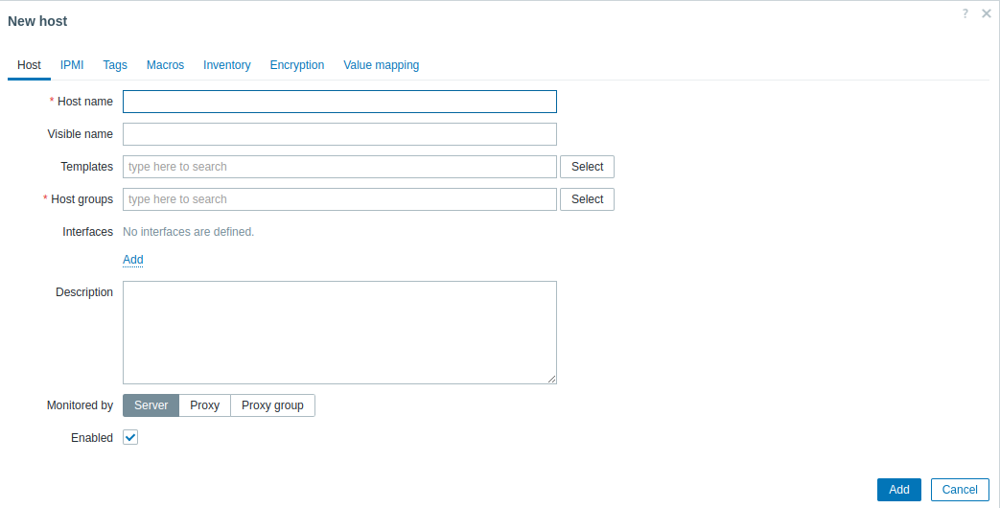 New host
?
Host IPMI Tags Macros Inventory Encryption Value mapping
* Host name
Visible name
Templates type here to search Select
* Host groups type here to search Select
Interfaces No interfaces are defined.
Add
Description
Monitored by Server Proxy Proxy group
Enabled
Add Cancel